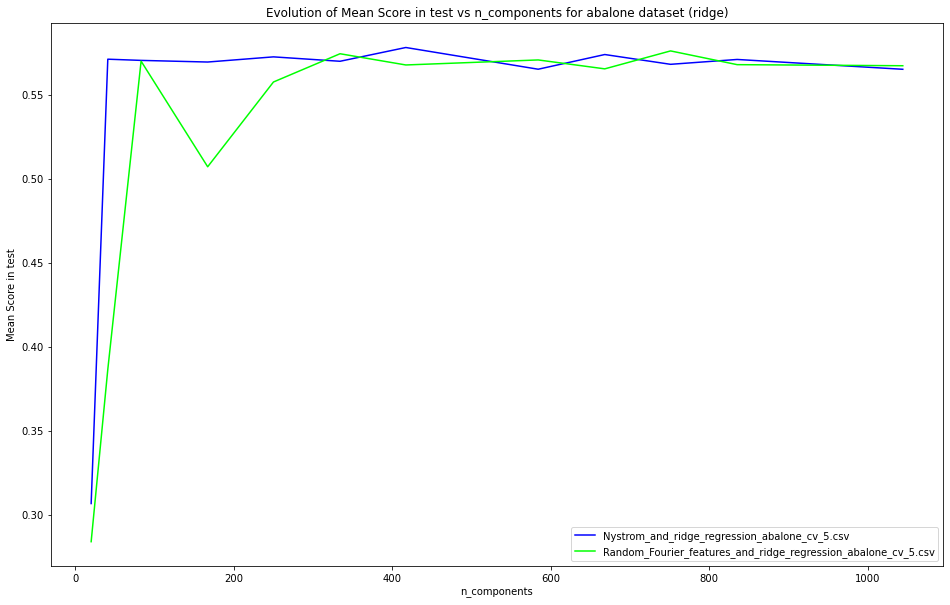 Evolution of Mean Score in test vs n_components for abalone dataset (ridge)
Mean Score in test
0.55
0.50
0.45
0.40
0.35
0.30
Nystrom_and_ridge_regression_abalone_cv_5.csv
Random_Fourier_features_and_ridge_regression_abalone_cv_5.csv
0 200 400 600 800 1000
n_components